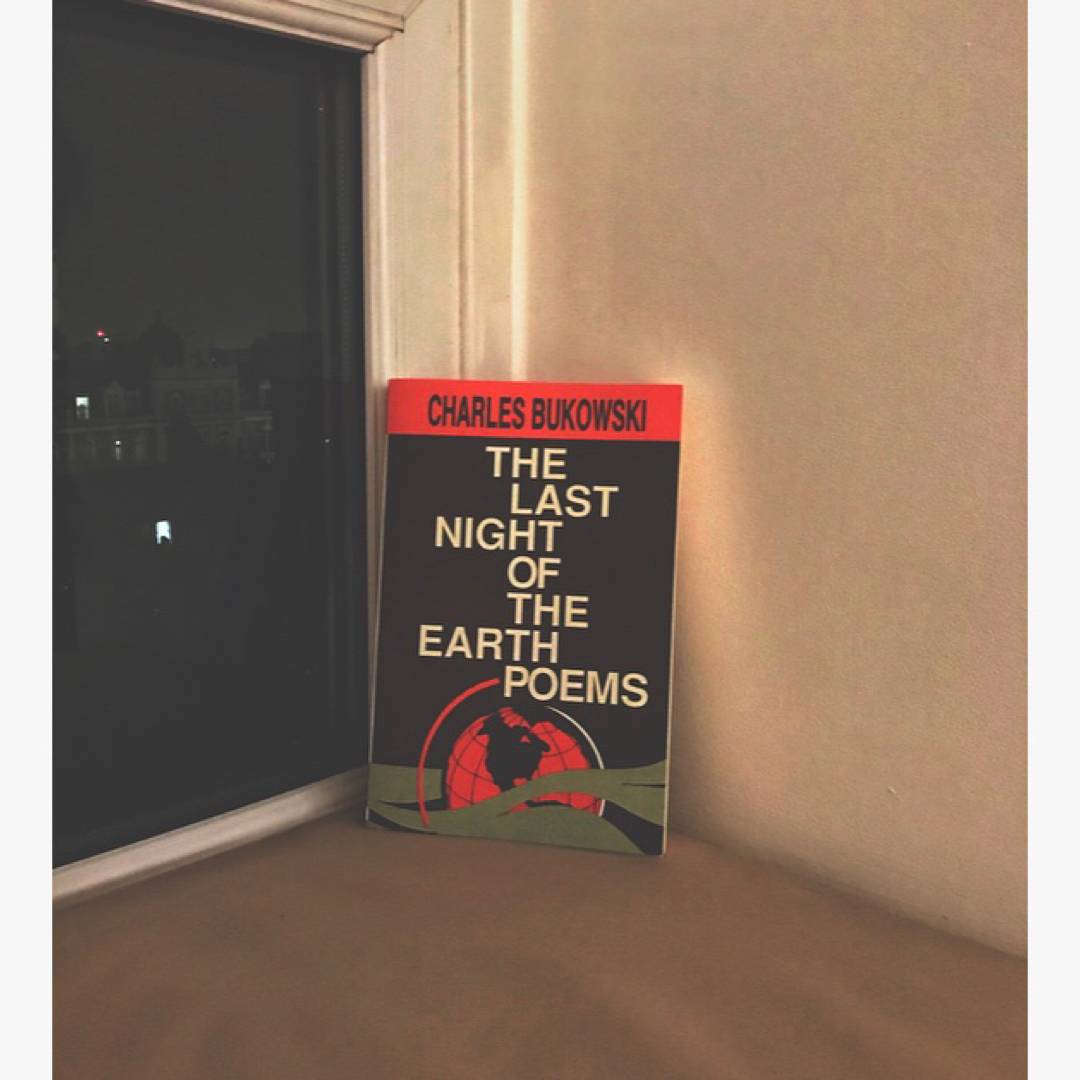 CHARLES BUKOWSKI
THE
LAST
NIGHT
OF
THE
EARTH
POEMS